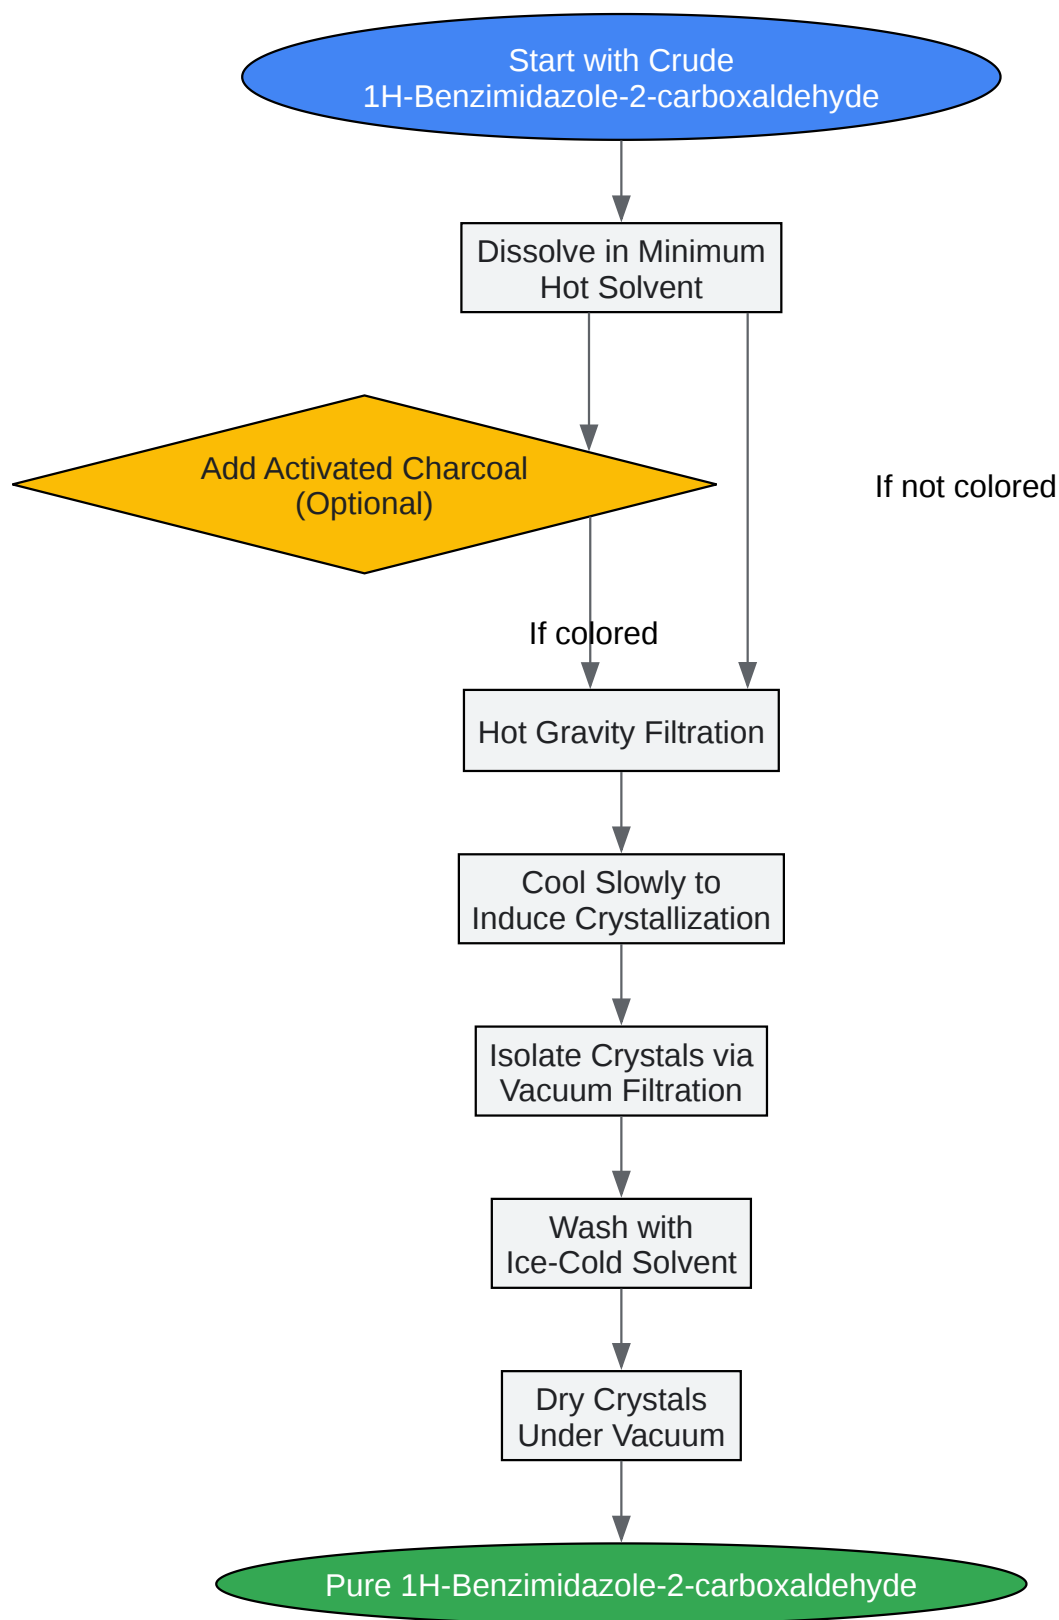 Start with Crude
1H-Benzimidazole-2-carboxaldehyde
Dissolve in Minimum
Hot Solvent
Add Activated Charcoal
(Optional)
If not colored
If colored
Hot Gravity Filtration
Cool Slowly to
Induce Crystallization
Isolate Crystals via
Vacuum Filtration
Wash with
Ice-Cold Solvent
Dry Crystals
Under Vacuum
Pure 1H-Benzimidazole-2-carboxaldehyde